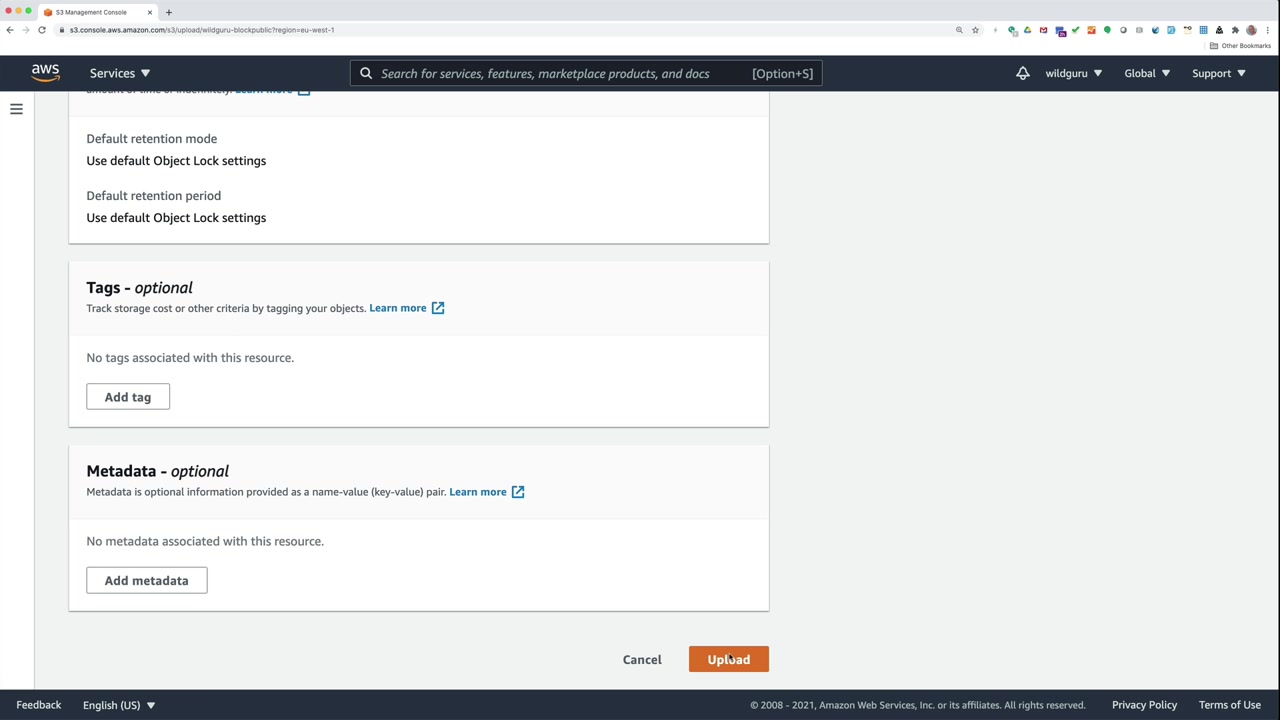 S3 Management Console
s3.console.aws.amazon.com/s3/upload/wildguru-blockpublic?region=eu-west-1
Other Bookmarks
aws
Services
Search for services, features, marketplace products, and docs
[Option+S]
wildguru
Global
Support
amount of time or indefinitely. Learn more
Default retention mode
Use default Object Lock settings
Default retention period
Use default Object Lock settings
Tags - optional
Track storage cost or other criteria by tagging your objects. Learn more
No tags associated with this resource.
Add tag
Metadata - optional
Metadata is optional information provided as a name-value (key-value) pair. Learn more
No metadata associated with this resource.
Add metadata
Cancel
Upload
Feedback
English (US)
© 2008 - 2021, Amazon Web Services, Inc. or its affiliates. All rights reserved.
Privacy Policy
Terms of Use